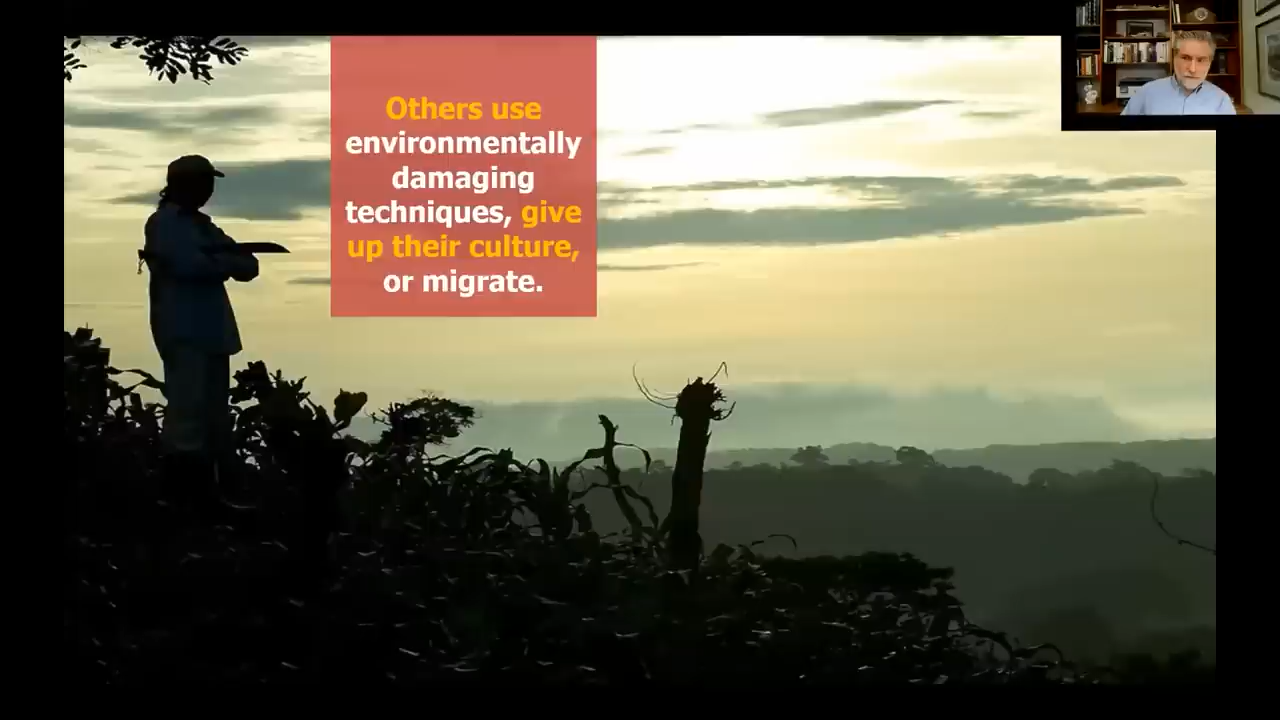 Others use
environmentally
damaging
techniques, give
up their culture,
or migrate.